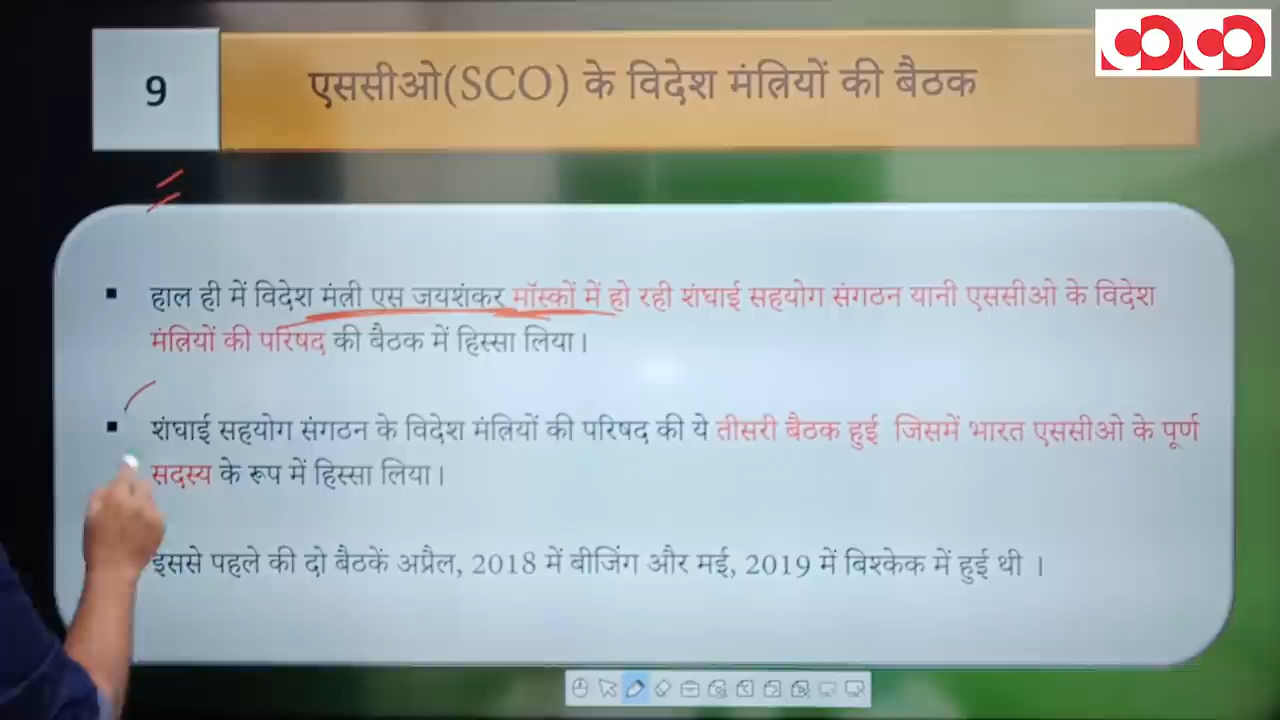 9
एससीओ(SCO) के विदेश मंत्रियों की बैठक
हाल ही में विदेश मंत्री एस जयशंकर मॉस्कों में हो रही शंघाई सहयोग संगठन यानी एससीओ के विदेश
मंत्रियों की परिषद की बैठक में हिस्सा लिया।
शंघाई सहयोग संगठन के विदेश मंत्रियों की परिषद की ये तीसरी बैठक हुई जिसमें भारत एससीओ के पूर्ण
सदस्य के रूप में हिस्सा लिया।
इससे पहले की दो बैठकें अप्रैल, 2018 में बीजिंग और मई, 2019 में बिश्केक में हुई थी ।